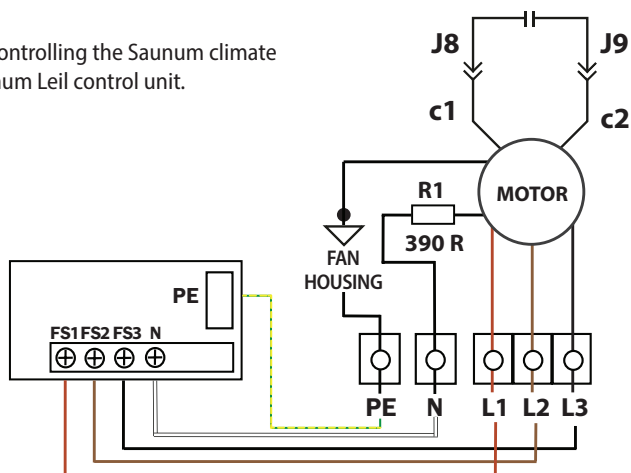 ontrolling the Saunum climate
um Leil control unit.
J8
J9
c1
c2
R1
MOTOR
390 R
FAN
HOUSING
PE
FS1 FS2 FS3 N
PE N L1 L2 L3